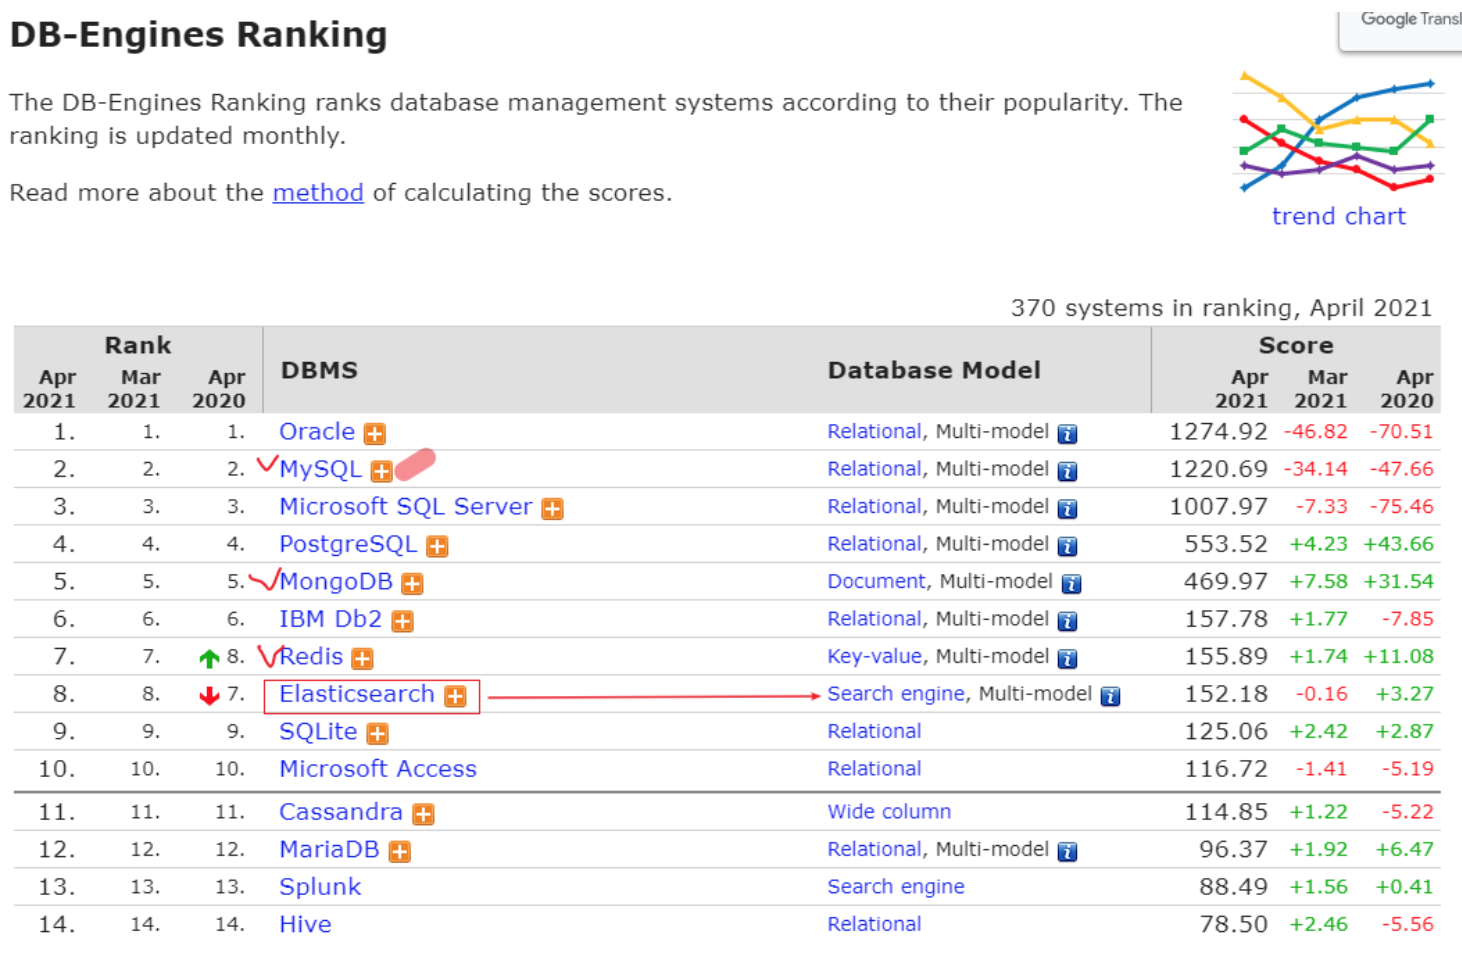 DB-Engines Ranking
Google Transl
The DB-Engines Ranking ranks database management systems according to their popularity. The
ranking is updated monthly.
Read more about the method of calculating the scores.
trend chart
370 systems in ranking, April 2021
Rank DBMS Database Model Score
Apr 2021 Mar 2021 Apr 2020 Apr 2021 Mar 2021 Apr 2020
1. 1. 1. Oracle Relational, Multi-model i 1274.92 -46.82 -70.51
2. 2. 2. MySQL Relational, Multi-model i 1220.69 -34.14 -47.66
3. 3. 3. Microsoft SQL Server Relational, Multi-model i 1007.97 -7.33 -75.46
4. 4. 4. PostgreSQL Relational, Multi-model i 553.52 +4.23 +43.66
5. 5. 5. MongoDB Document, Multi-model i 469.97 +7.58 +31.54
6. 6. 6. IBM Db2 Relational, Multi-model i 157.78 +1.77 -7.85
7. 7. 8. Redis Key-value, Multi-model i 155.89 +1.74 +11.08
8. 8. 7. Elasticsearch Search engine, Multi-model i 152.18 -0.16 +3.27
9. 9. 9. SQLite Relational 125.06 +2.42 +2.87
10. 10. 10. Microsoft Access Relational 116.72 -1.41 -5.19
11. 11. 11. Cassandra Wide column 114.85 +1.22 -5.22
12. 12. 12. MariaDB Relational, Multi-model i 96.37 +1.92 +6.47
13. 13. 13. Splunk Search engine 88.49 +1.56 +0.41
14. 14. 14. Hive Relational 78.50 +2.46 -5.56